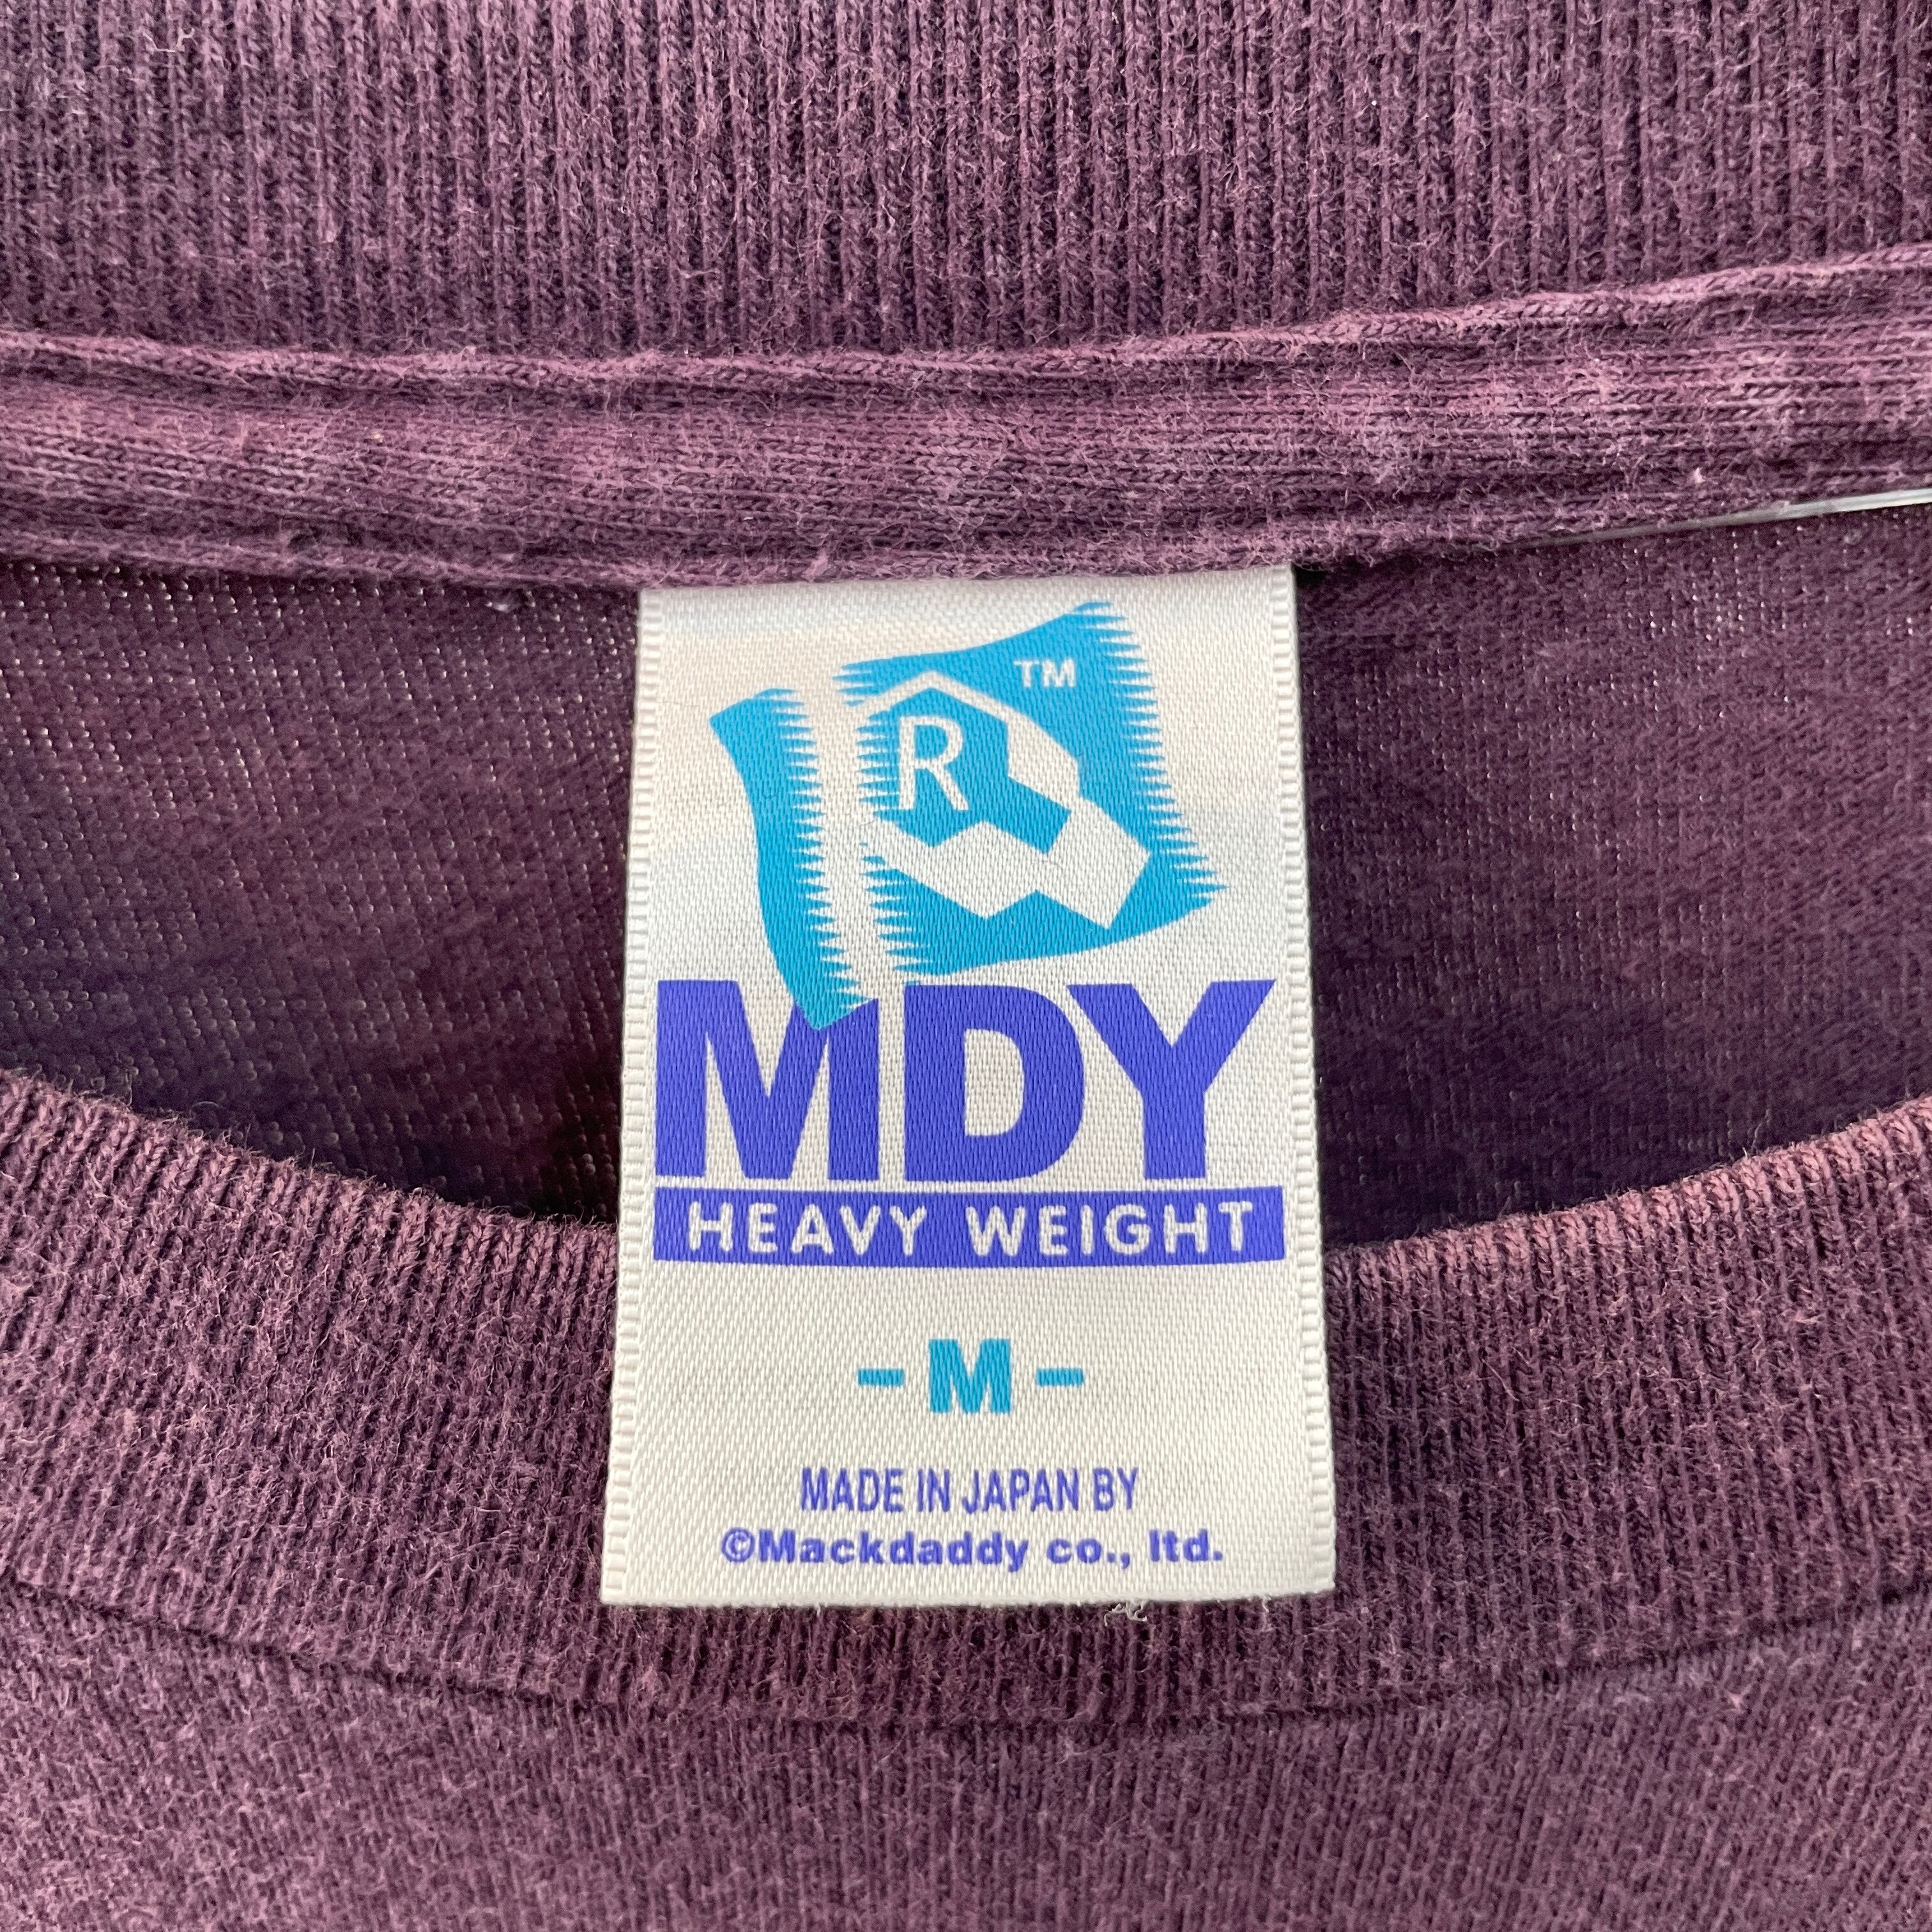 TM
R
MDY
HEAVY WEIGHT
- M -
MADE IN JAPAN BY
©Mackdaddy co., ltd.